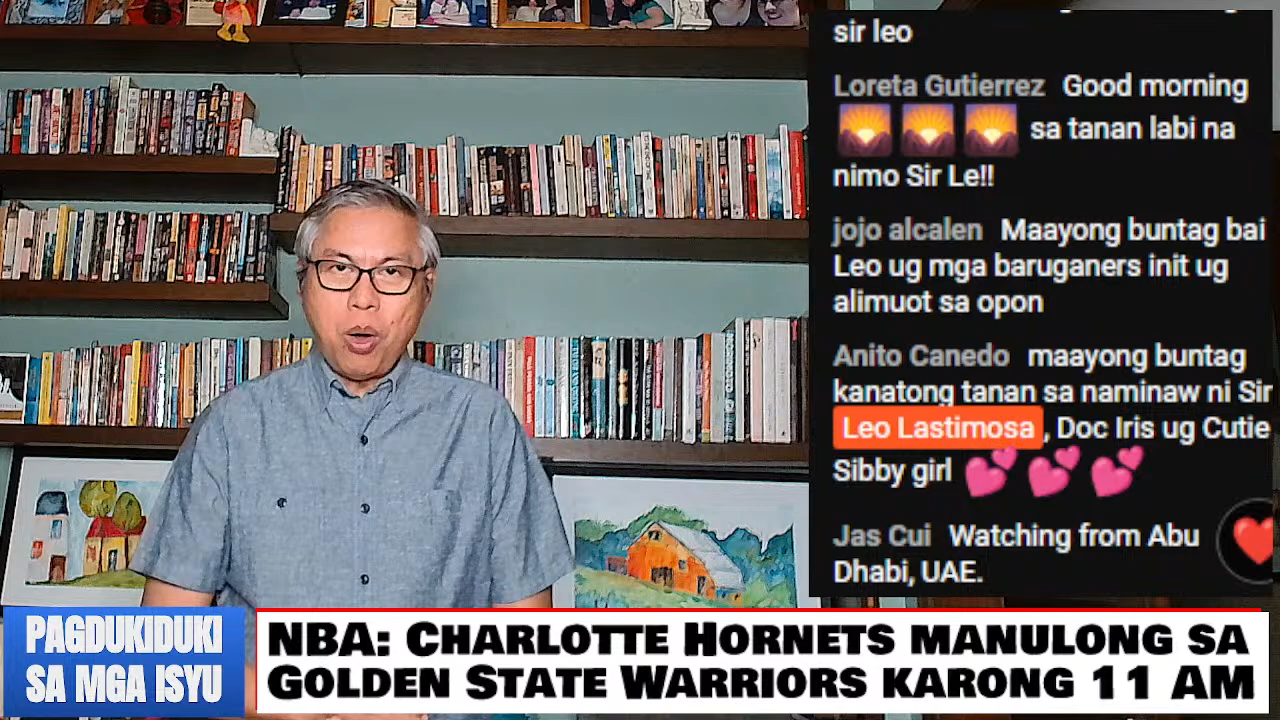 sir leo
Loreta Gutierrez Good morning
🌄 🌄 🌄 sa tanan labi na
nimo Sir Le!!
jojo alcalen Maayong buntag bai
Leo ug mga baruganers init ug
alimuot sa opon
Anito Canedo maayong buntag
kanatong tanan sa naminaw ni Sir
Leo Lastimosa, Doc Iris ug Cutie
Sibby girl 💕 💕 💕
Jas Cui Watching from Abu
Dhabi, UAE.
PAGDUKIDUKI
SA MGA ISYU
NBA: CHARLOTTE HORNETS MANULONG SA
GOLDEN STATE WARRIORS KARONG 11 AM